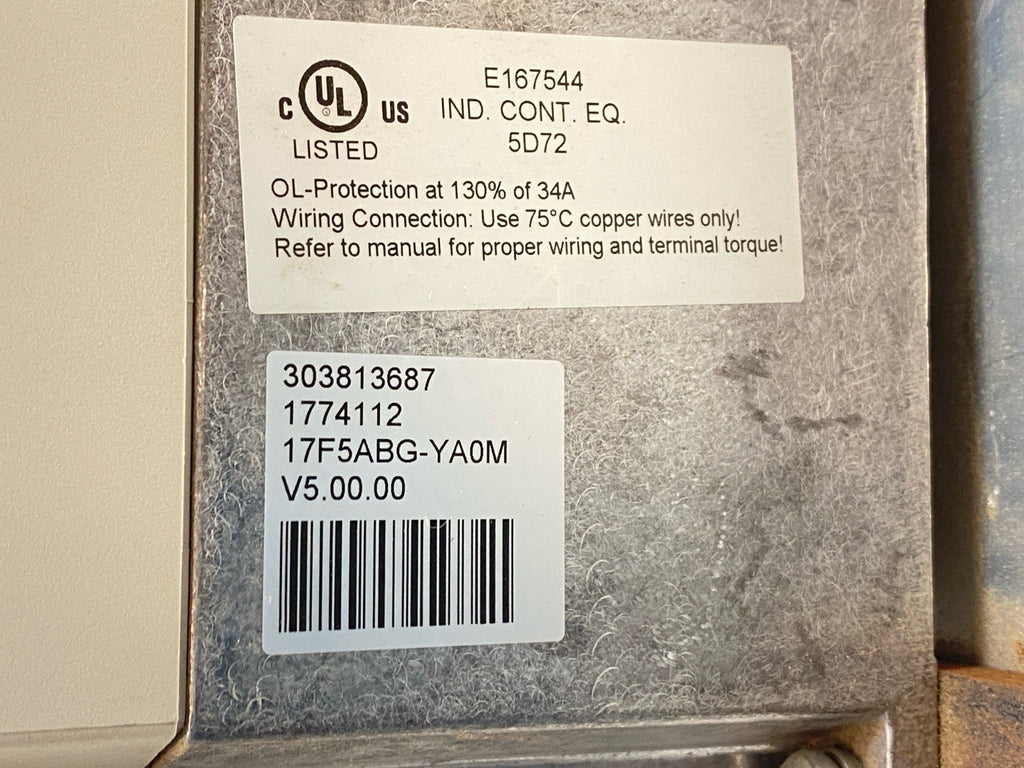 C UL US
LISTED
E167544
IND. CONT. EQ.
5D72
OL-Protection at 130% of 34A
Wiring Connection: Use 75°C copper wires only!
Refer to manual for proper wiring and terminal torque!
303813687
1774112
17F5ABG-YA0M
V5.00.00